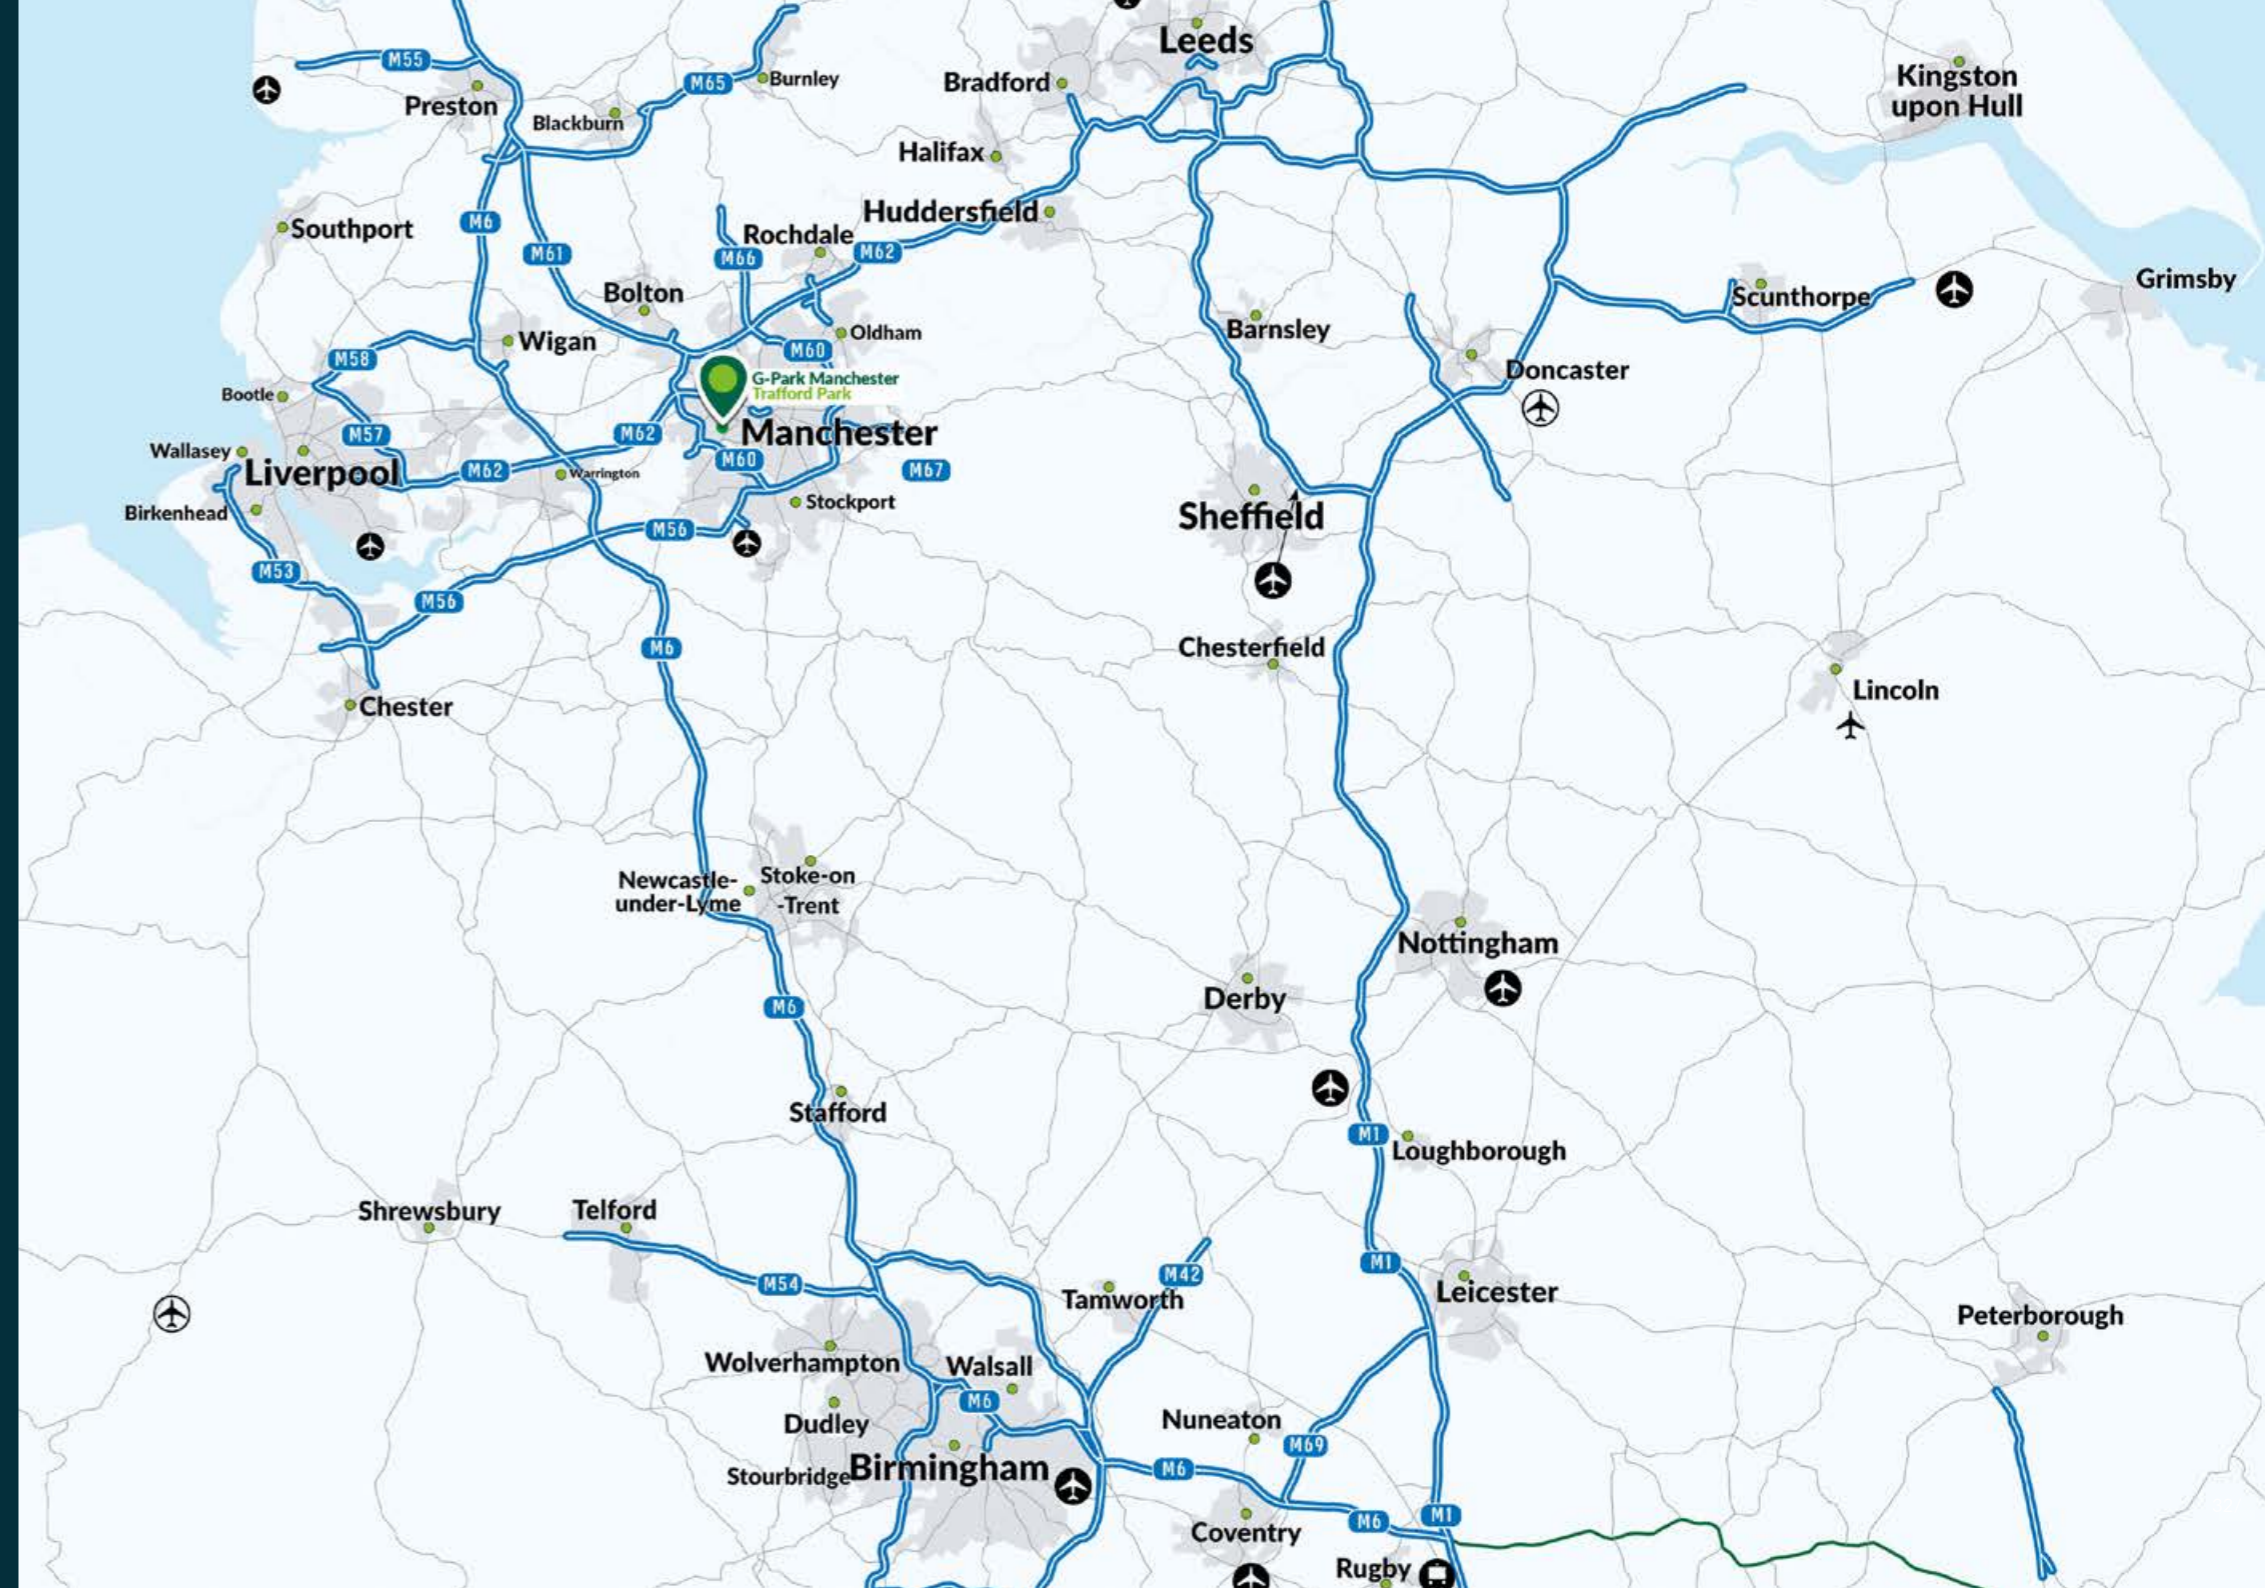 Leeds
M55
Burnley
Bradford
Kingston
upon Hull
M65
Preston
Blackburn
Halifax
Southport
M6
Huddersfield
Rochdale
M61
M66
M62
Grimsby
Bolton
Scunthorpe
Barnsley
Oldham
Wigan
M60
M58
Doncaster
G-Park Manchester
Trafford Park
Bootle
M57
M62
Manchester
Wallasey
M60
Liverpool
M62
Warrington
M67
Stockport
Birkenhead
Sheffield
M56
M53
M56
M6
Chesterfield
Lincoln
Chester
Newcastle-
under-Lyme
Stoke-on
-Trent
Nottingham
Derby
M6
Stafford
M1
Loughborough
Shrewsbury
Telford
M1
M42
M54
Tamworth
Leicester
Peterborough
Wolverhampton
Walsall
M6
Dudley
Nuneaton
M69
Stourbridge
Birmingham
M6
M6
M1
Coventry
Rugby